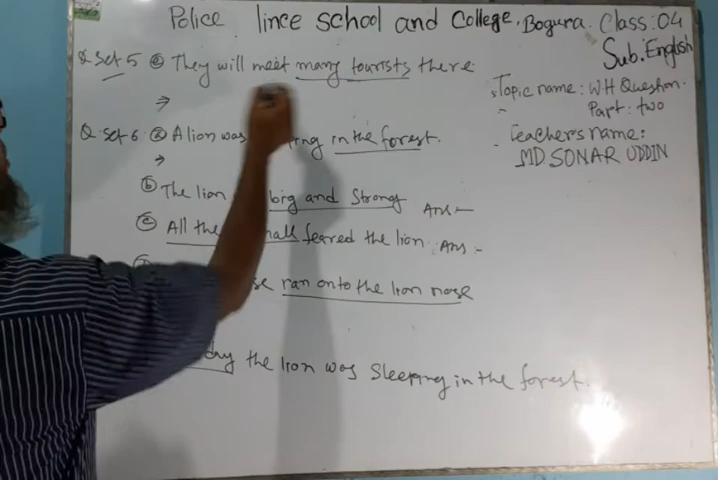 Police lince school and College, Bogura. Class: 04
Sub. English
Topic name: WH Question.
Part: two
Teachers name:
MD SONAR UDDIN
Q. Set 5 @ They will meet many tourists there
⇒
Q. Set 6 @ A lion was ing in the forest.
→
b The lion big and Strong Ans—
c All the feared the lion. Ans :-
ran onto the lion nose
day the lion was Sleeping in the forest.